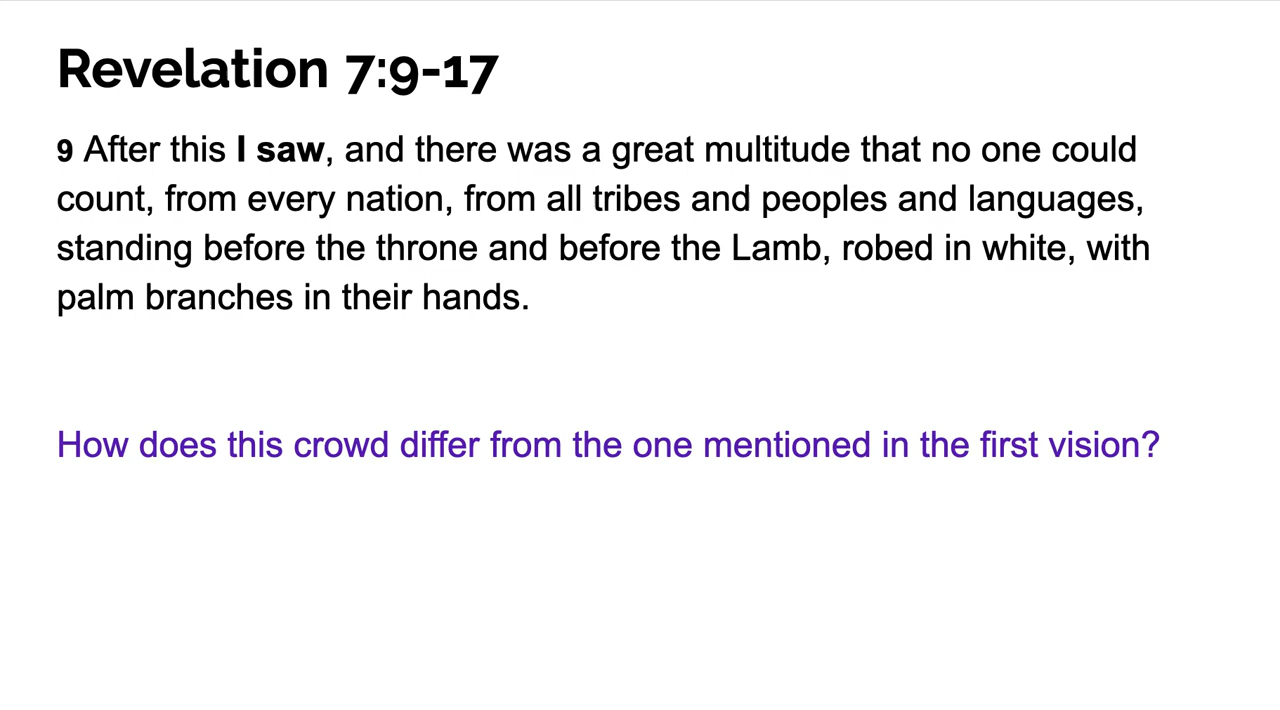 Revelation 7:9-17
9 After this I saw, and there was a great multitude that no one could
count, from every nation, from all tribes and peoples and languages,
standing before the throne and before the Lamb, robed in white, with
palm branches in their hands.
How does this crowd differ from the one mentioned in the first vision?